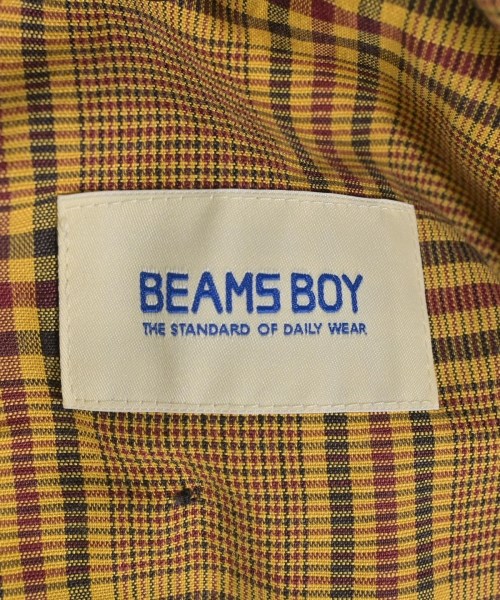 BEAMS BOY
THE STANDARD OF DAILY WEAR